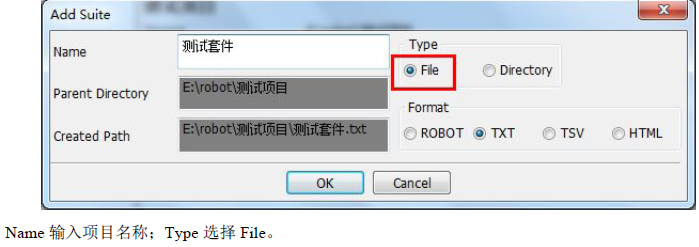 Add Suite
Name 测试套件
Type
File Directory
Parent Directory E:\robot\测试项目
Format
Created Path E:\robot\测试项目\测试套件.txt
ROBOT TXT TSV HTML
OK Cancel
Name 输入项目名称；Type 选择 File。